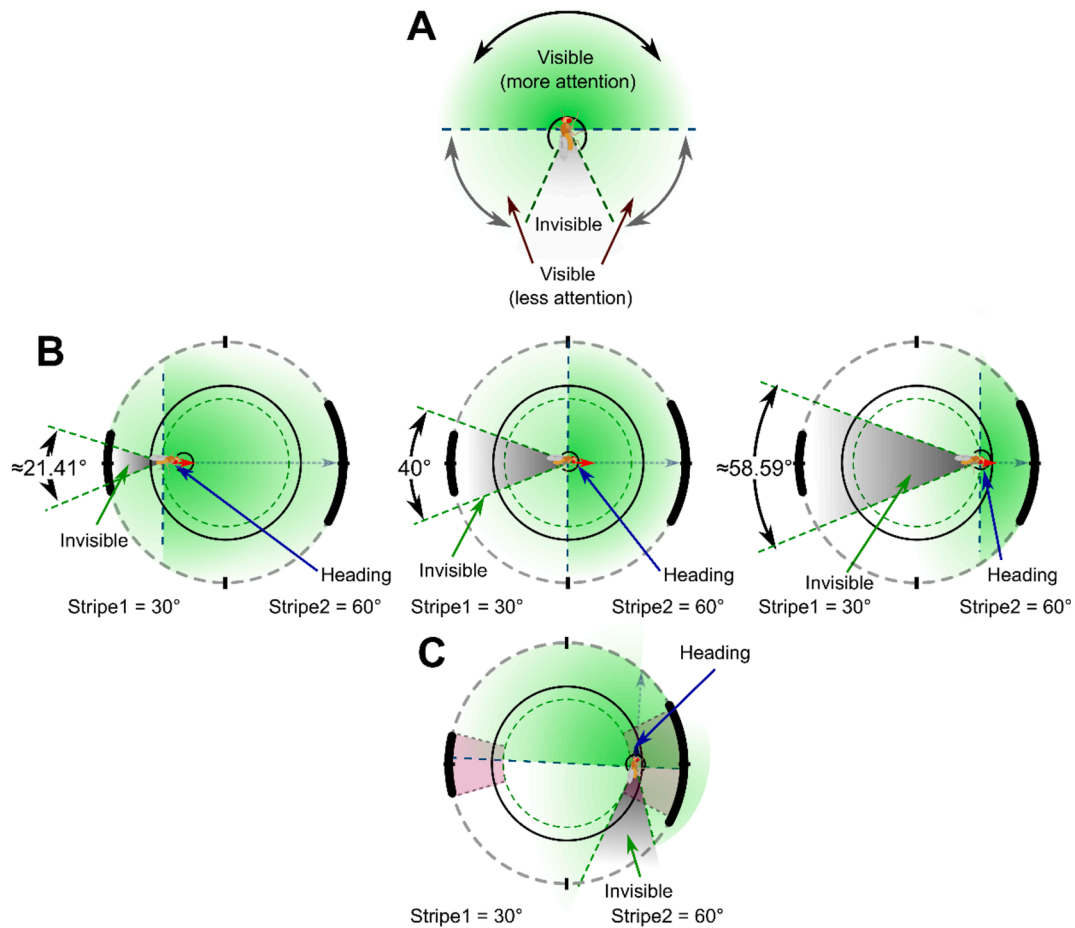 A
Visible
(more attention)
Invisible
Visible
(less attention)
B
≈21.41°
Invisible
Heading
Stripe1 = 30°
Stripe2 = 60°
40°
Invisible
Heading
Stripe1 = 30°
Stripe2 = 60°
≈58.59°
Invisible
Heading
Stripe1 = 30°
Stripe2 = 60°
C
Heading
Invisible
Stripe1 = 30°
Stripe2 = 60°